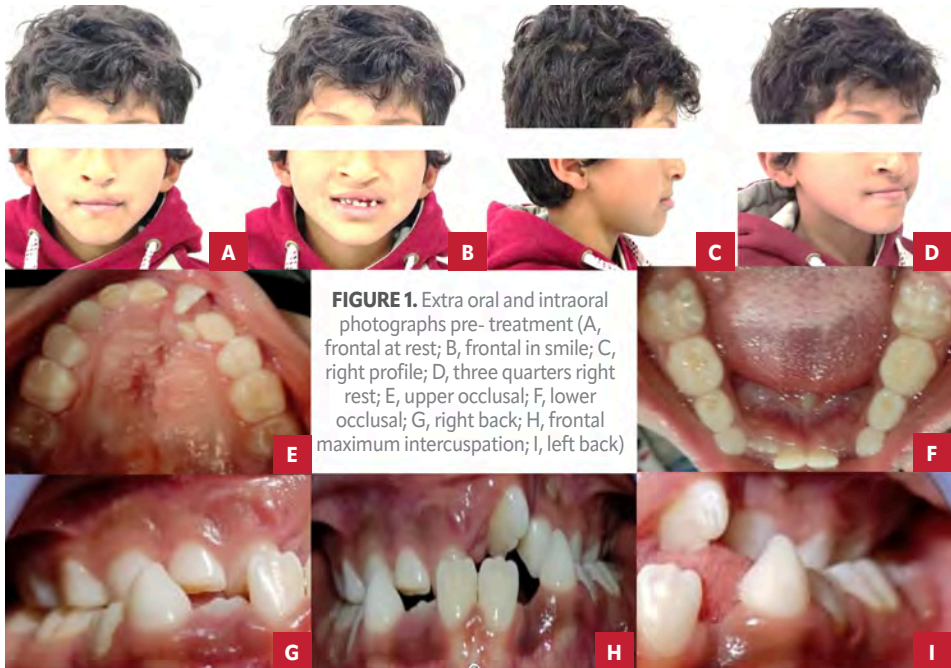 A
B
C
D
FIGURE 1. Extra oral and intraoral
photographs pre- treatment (A,
frontal at rest; B, frontal in smile; C,
right profile; D, three quarters right
rest; E, upper occlusal; F, lower
occlusal; G, right back; H, frontal
maximum intercuspation; I, left back)
E
F
G
H
I